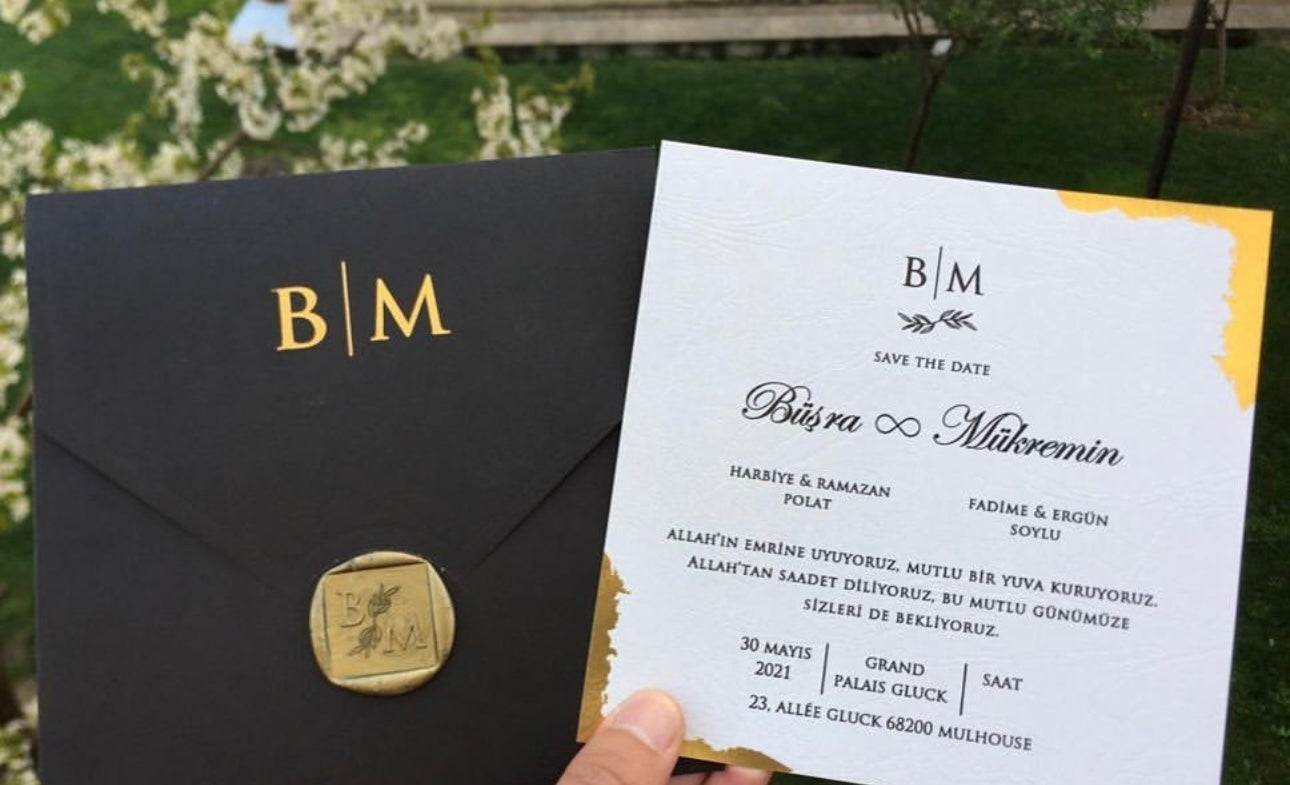 B|M
B
M
B|M
SAVE THE DATE
Büşra ∞ Mükremin
HARBİYE & RAMAZAN
POLAT
FADİME & ERGÜN
SOYLU
ALLAH'IN EMRİNE UYUYORUZ, MUTLU BİR YUVA KURUYORUZ.
ALLAH'TAN SAADET DİLİYORUZ, BU MUTLU GÜNÜMÜZE
SİZLERİ DE BEKLİYORUZ.
30 MAYIS
2021
GRAND
PALAIS GLUCK
SAAT
23, ALLÉE GLUCK 68200 MULHOUSE